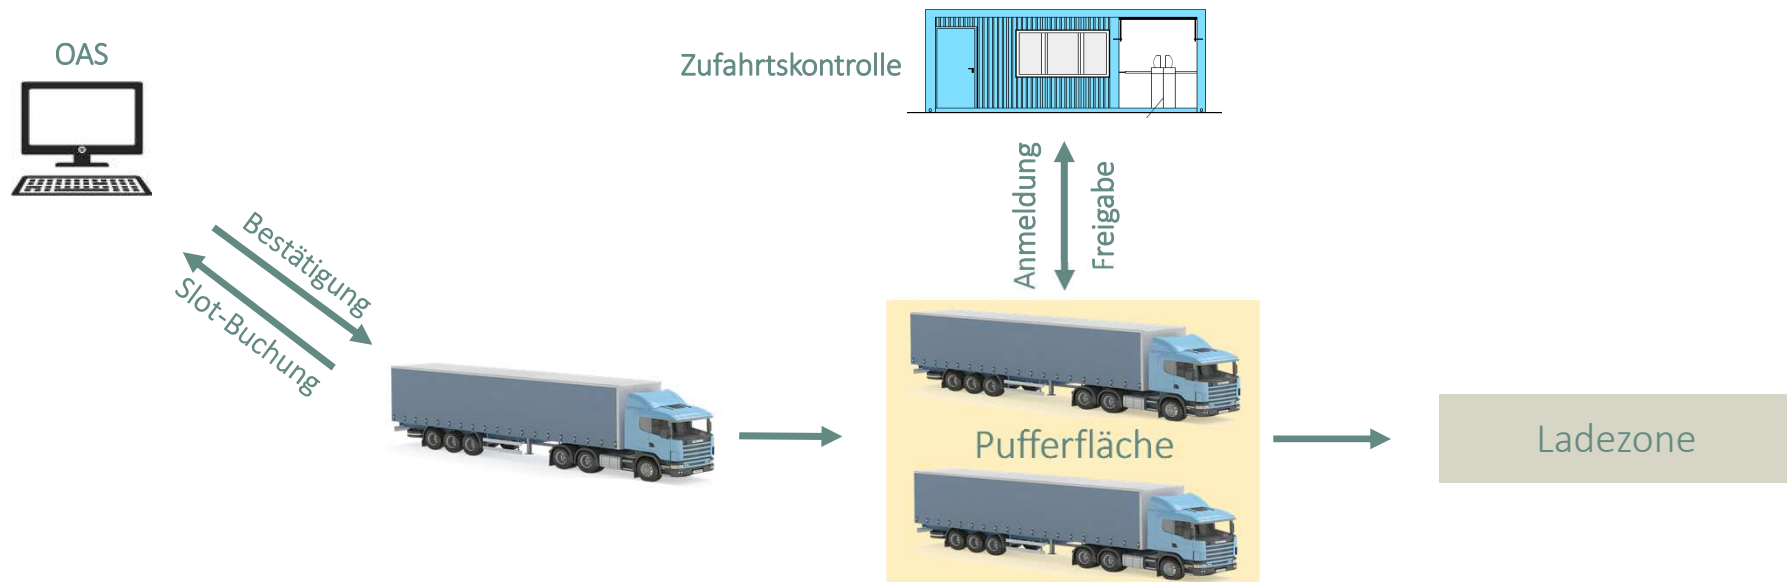 OAS
Zufahrtskontrolle
Bestätigung
Slot-Buchung
Anmeldung
Freigabe
Pufferfläche
Ladezone